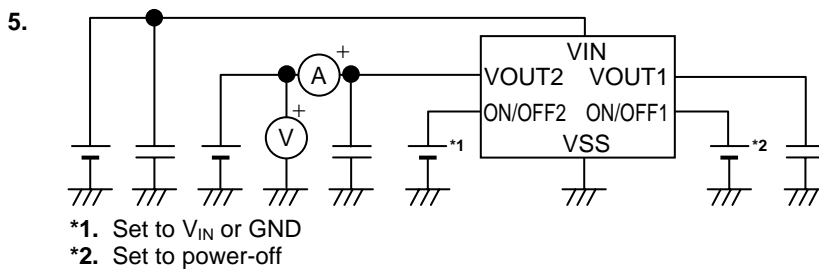 5.
VIN
VOUT2 VOUT1
ON/OFF2 ON/OFF1
VSS
A
+
V
+
*1
*2
*1. Set to VIN or GND
*2. Set to power-off